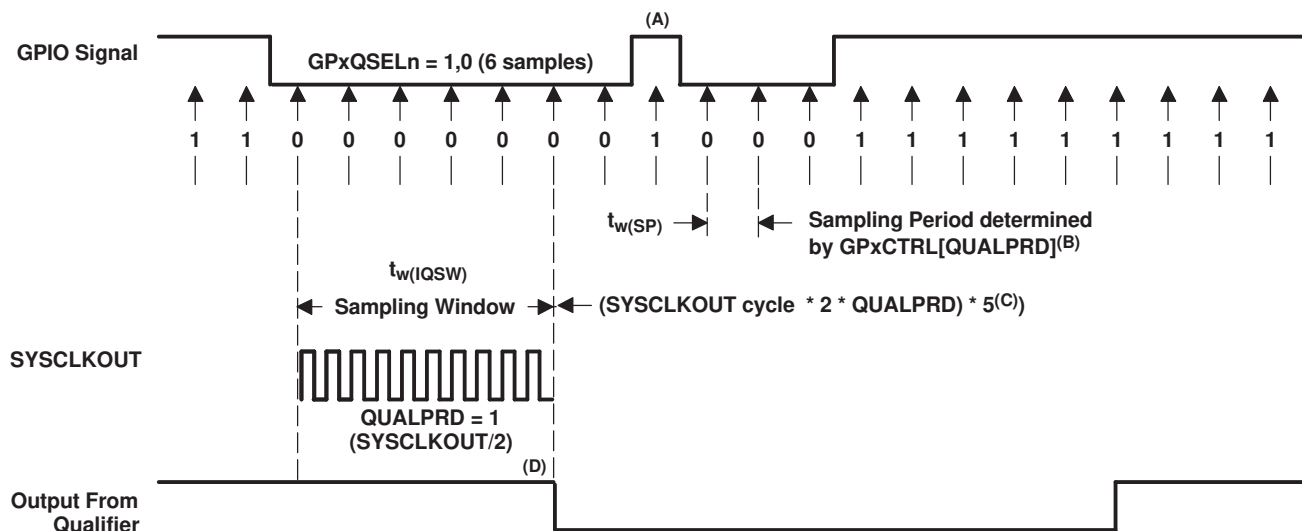 (A)
GPIO Signal
GPxQSELn = 1,0 (6 samples)
1 1 0 0 0 0 0 0 0 1 0 0 0 1 1 1 1 1 1 1 1 1
tw(SP)
Sampling Period determined
by GPxCTRL[QUALPRD](B)
tw(IQSW)
Sampling Window
(SYSCLKOUT cycle * 2 * QUALPRD) * 5(C))
SYSCLKOUT
QUALPRD = 1
(SYSCLKOUT/2)
(D)
Output From
Qualifier